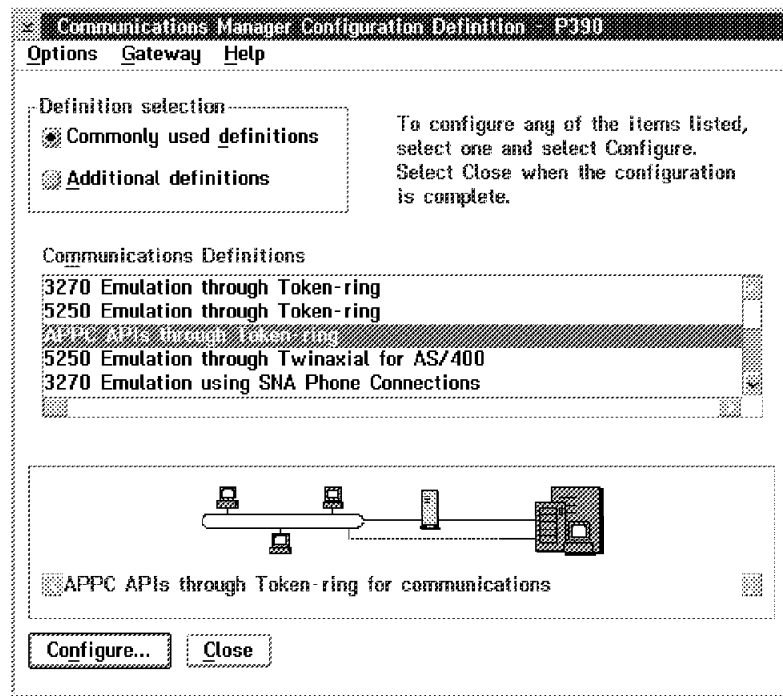 Communications Manager Configuration Definition - P390
Options Gateway Help
Definition selection
Commonly used definitions
Additional definitions
To configure any of the items listed,
select one and select Configure.
Select Close when the configuration
is complete.
Communications Definitions
3270 Emulation through Token-ring
5250 Emulation through Token-ring
APPC APIs through Token-ring
5250 Emulation through Twinaxial for AS/400
3270 Emulation using SNA Phone Connections
APPC APIs through Token-ring for communications
Configure... Close